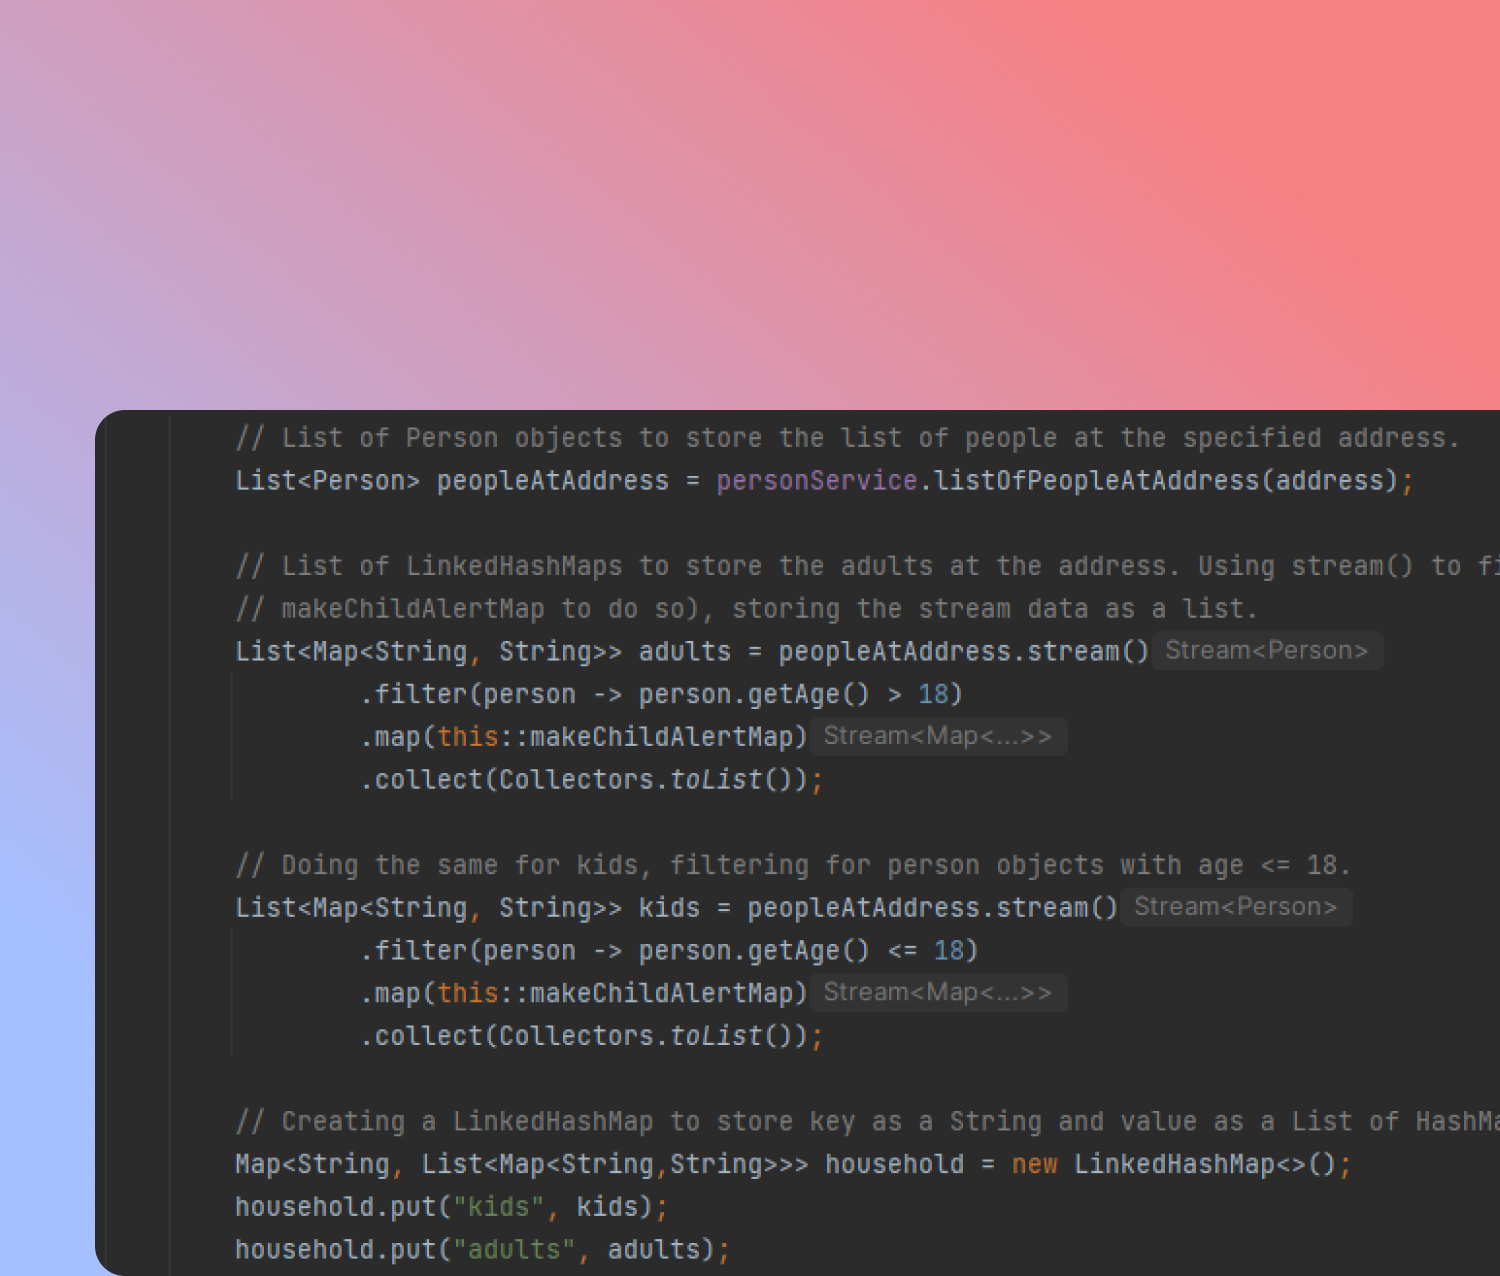 // List of Person objects to store the list of people at the specified address.
List<Person> peopleAtAddress = personService.listOfPeopleAtAddress(address);
// List of LinkedHashMaps to store the adults at the address. Using stream() to
// makeChildAlertMap to do so), storing the stream data as a list.
List<Map<String, String>> adults = peopleAtAddress.stream() Stream<Person>
.filter(person -> person.getAge() > 18)
.map(this::makeChildAlertMap) Stream<Map<...>>
.collect(Collectors.toList());
// Doing the same for kids, filtering for person objects with age <= 18.
List<Map<String, String>> kids = peopleAtAddress.stream() Stream<Person>
.filter(person -> person.getAge() <= 18)
.map(this::makeChildAlertMap) Stream<Map<...>>
.collect(Collectors.toList());
// Creating a LinkedHashMap to store key as a String and value as a List of
Map<String, List<Map<String,String>>> household = new LinkedHashMap<>();
household.put("kids", kids);
household.put("adults", adults);